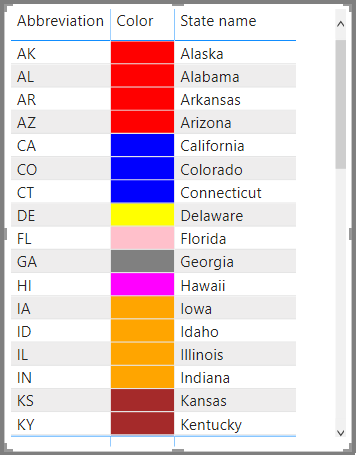 Abbreviation Color State name
AK Alaska
AL Alabama
AR Arkansas
AZ Arizona
CA California
CO Colorado
CT Connecticut
DE Delaware
FL Florida
GA Georgia
HI Hawaii
IA Iowa
ID Idaho
IL Illinois
IN Indiana
KS Kansas
KY Kentucky